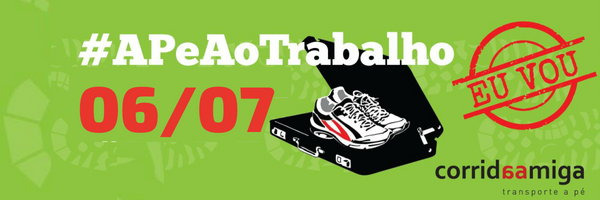 #APeAoTrabalho
06/07
EU VOU
corridaamiga
transporte a pé